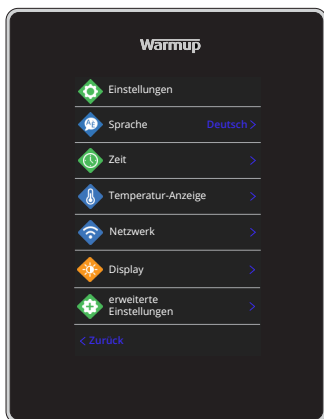 Warmup
Einstellungen
Sprache Deutsch >
Zeit >
Temperatur-Anzeige >
Netzwerk >
Display >
erweiterte
Einstellungen >
< Zurück